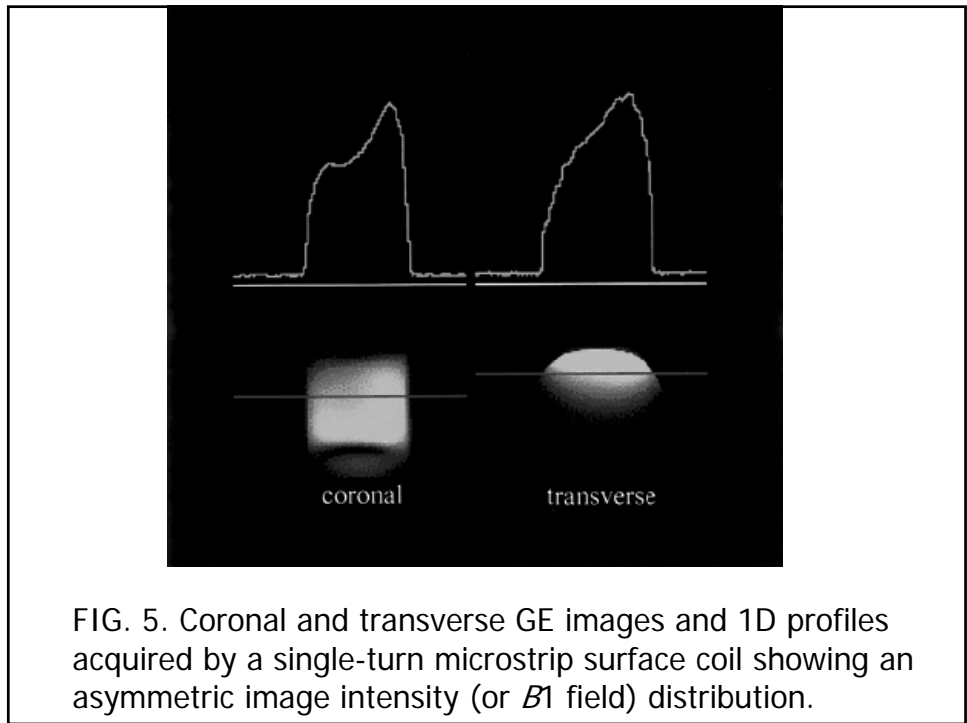 coronal transverse
FIG. 5. Coronal and transverse GE images and 1D profiles
acquired by a single-turn microstrip surface coil showing an
asymmetric image intensity (or B1 field) distribution.